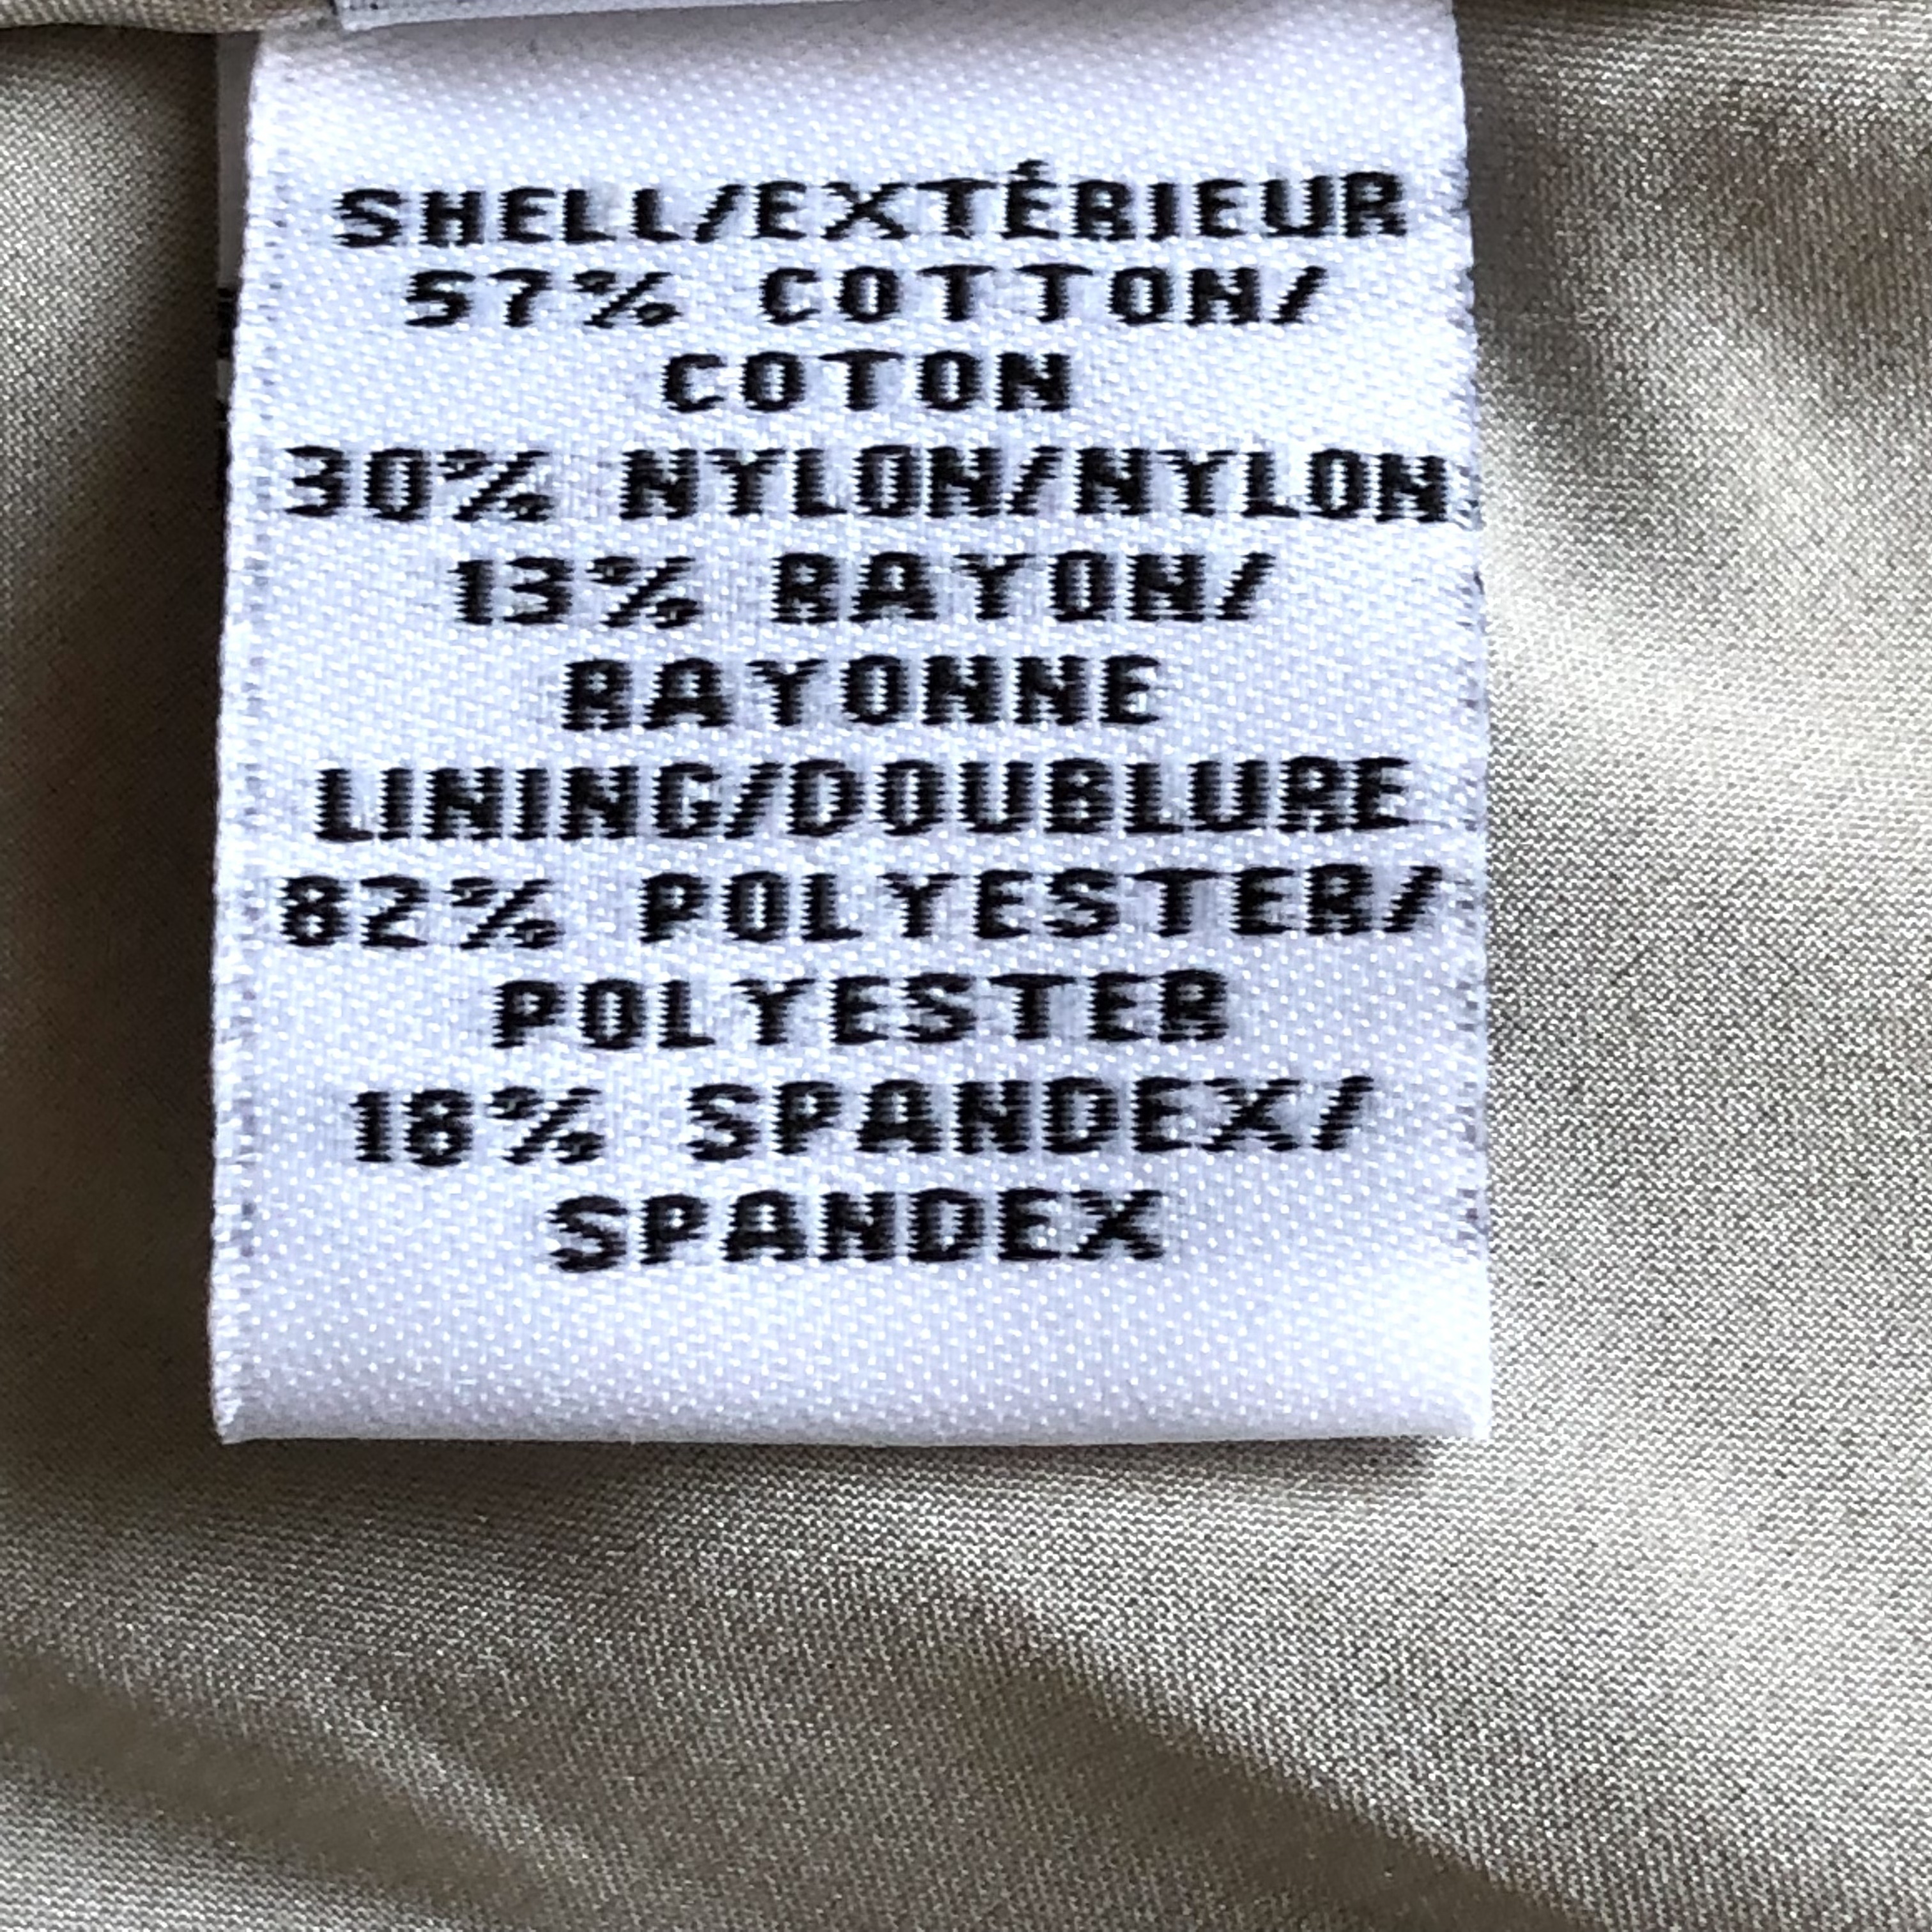 SHELL/EXTÉRIEUR
57% COTTON/
COTON
30% NYLON/NYLON
13% RAYON/
RAYONNE
LINING/DOUBLURE
82% POLYESTER/
POLYESTER
18% SPANDEX/
SPANDEX